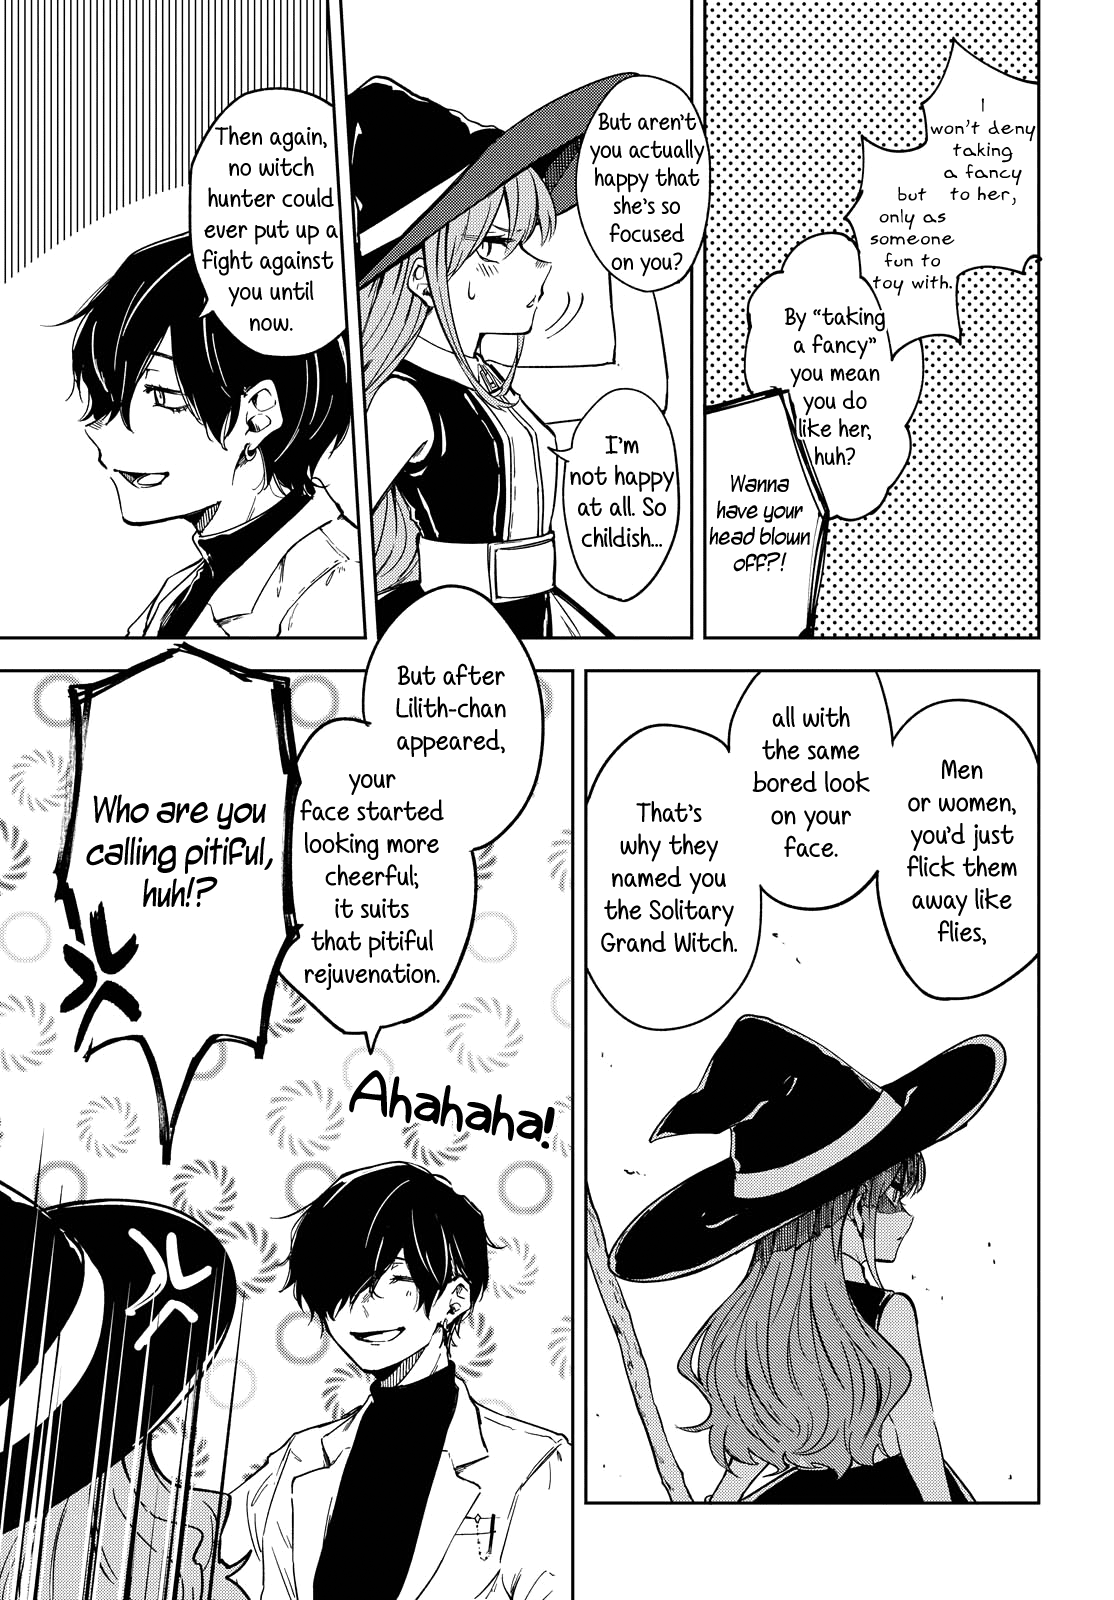 I
won't deny
taking
a fancy
to her,
but
only as
someone
fun to
toy with.
By "taking
a fancy"
you mean
you do
like her,
huh?
Wanna
have your
head blown
off?!
But aren't
you actually
happy that
she's so
focused
on you?
I'm
not happy
at all. So
childish...
Then again,
no witch
hunter could
ever put up a
fight against
you until
now.
Men
or women,
you'd just
flick them
away like
flies,
all with
the same
bored look
on your
face.
That's
why they
named you
the Solitary
Grand Witch.
But after
Lilith-chan
appeared,
your
face started
looking more
cheerful;
it suits
that pitiful
rejuvenation.
Ahahaha!
Who are you
calling pitiful,
huh!?